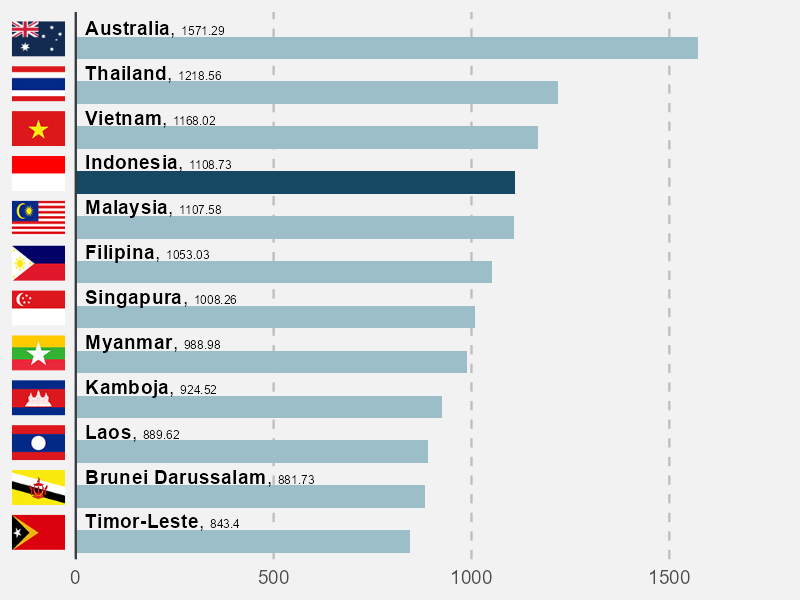 Australia, 1571.29
Thailand, 1218.56
Vietnam, 1168.02
Indonesia, 1108.73
Malaysia, 1107.58
Filipina, 1053.03
Singapura, 1008.26
Myanmar, 988.98
Kamboja, 924.52
Laos, 889.62
Brunei Darussalam, 881.73
Timor-Leste, 843.4
0 500 1000 1500